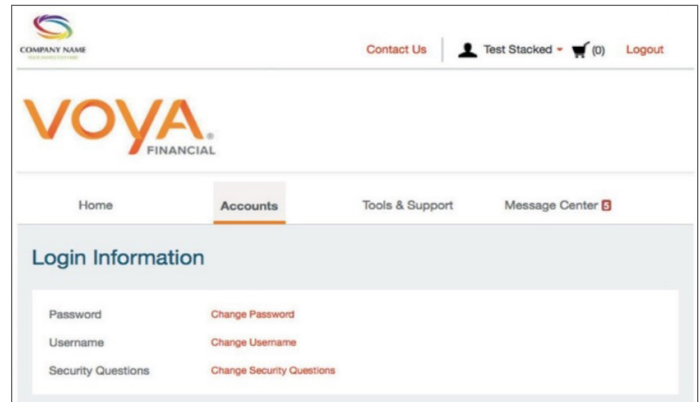 COMPANY NAME
Contact Us
Test Stacked
(0)
Logout
VOYA
FINANCIAL
Home
Accounts
Tools & Support
Message Center 5
Login Information
Password Change Password
Username Change Username
Security Questions Change Security Questions